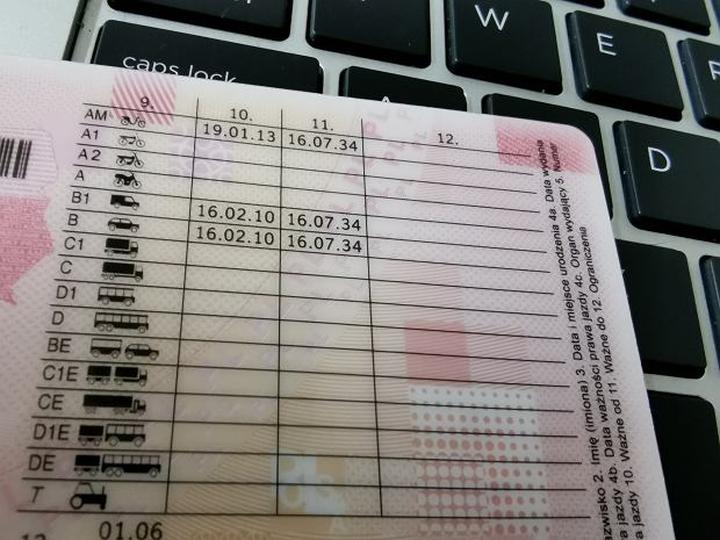 caps lock
A
W
E
R
D
9. 10. 11. 12.
AM 19.01.13 16.07.34
A1
A2
A
B1 16.02.10 16.07.34
B 16.02.10 16.07.34
C1
C
D1
D
BE
C1E
CE
D1E
DE
T
01.06
azwisko 2. Imię (imiona) 3. Data i miejsce urodzenia 4a. Data wydania
a jazdy 4b. Data ważności prawa jazdy 4c. Organ wydający 5. Numer
a jazdy 10. Ważne od 11. Ważne do 12. Ograniczenia